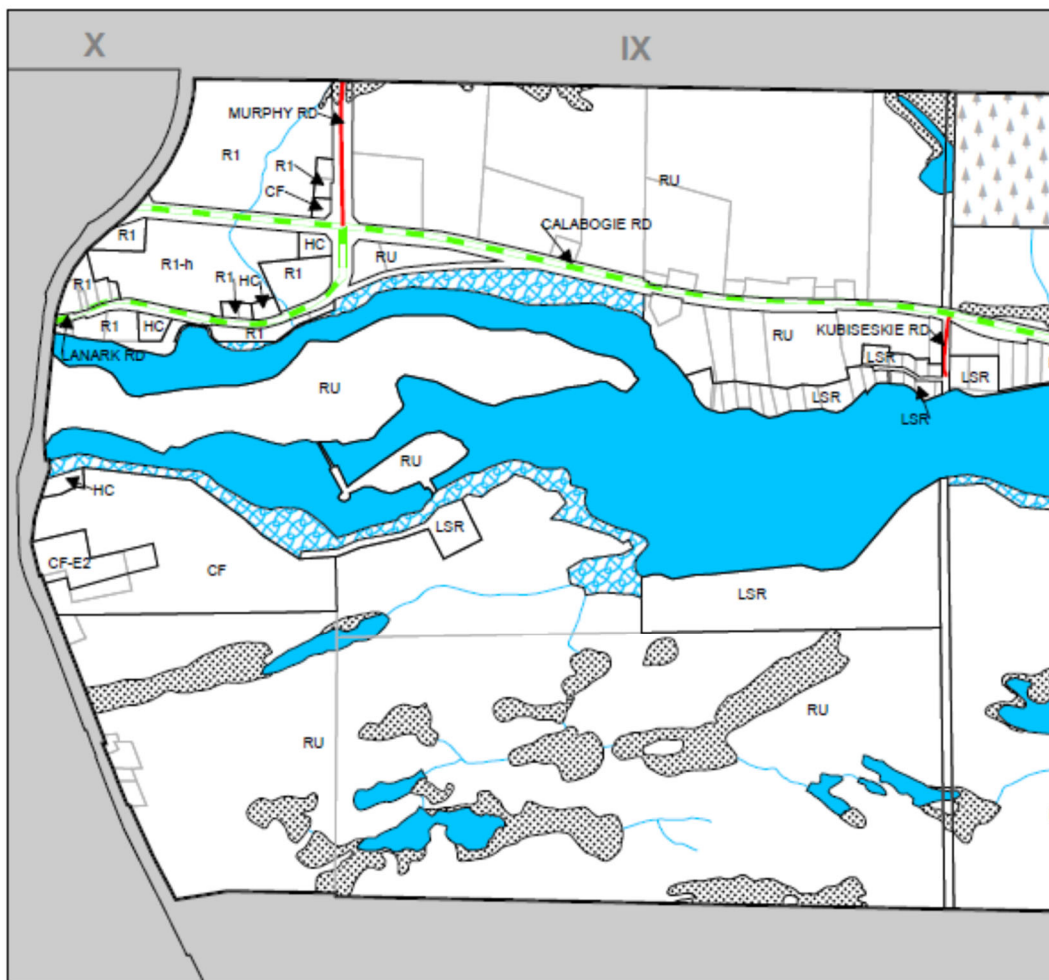 X
IX
MURPHY RD
R1
R1
CF
RU
CALABOGIE RD
R1
HC
RU
R1-h
R1
HC
R1
R1
R1
HC
R1
LANARK RD
RU
KUBISESKIE RD
LSR
LSR
LSR
LSR
RU
RU
HC
LSR
CF-E2
CF
LSR
RU
RU
RU